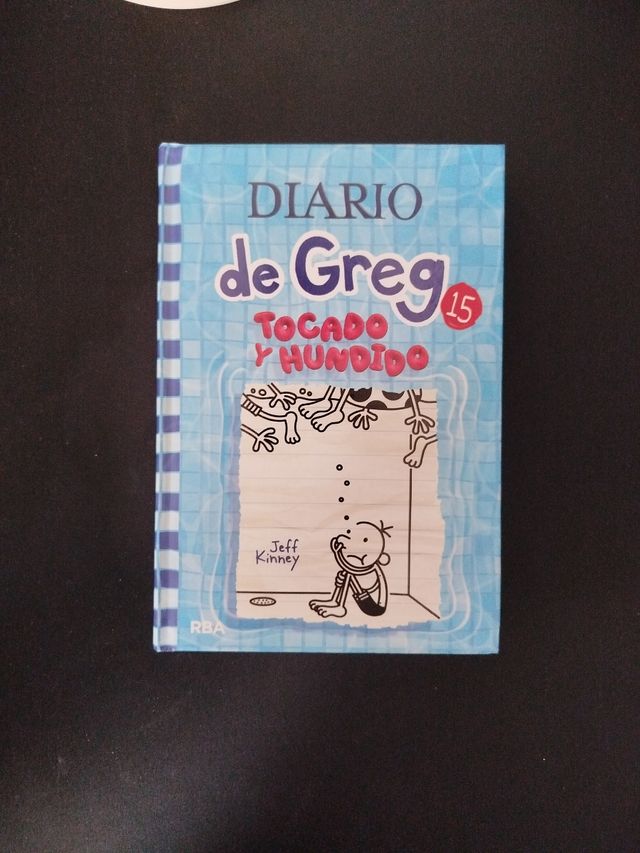 DIARIO
de Greg
15
TOCADO
Y HUNDIDO
Jeff
Kinney
RBA